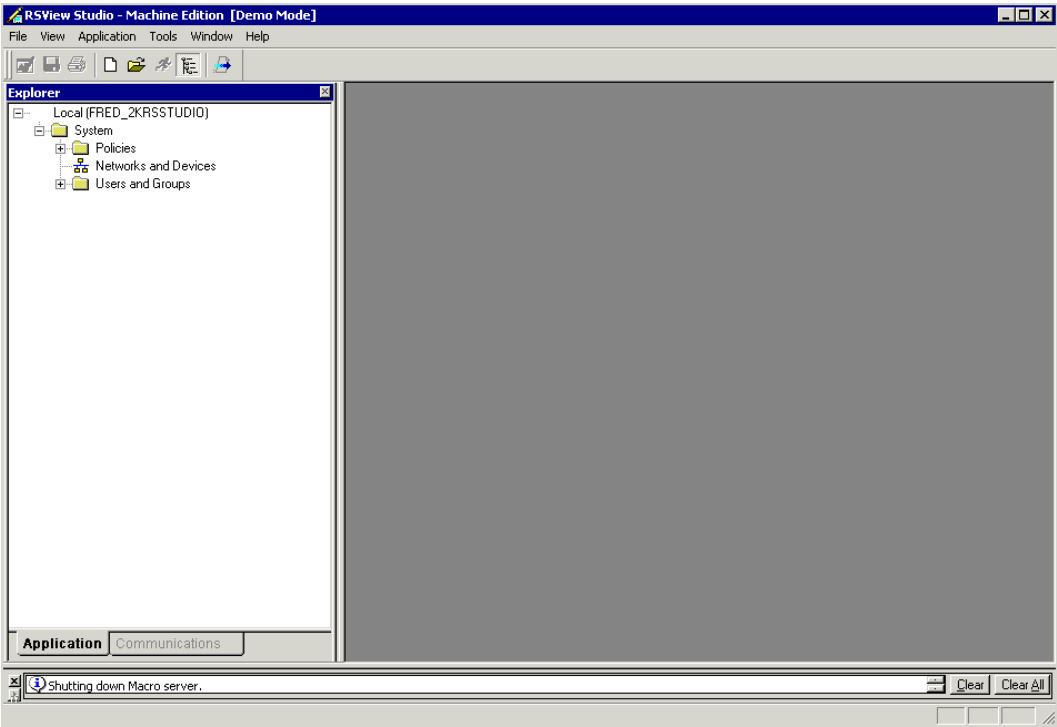 RSView Studio - Machine Edition [Demo Mode]
File View Application Tools Window Help
Explorer
Local (FRED_2KRSSTUDIO)
System
Policies
Networks and Devices
Users and Groups
Application Communications
Shutting down Macro server. Clear Clear All